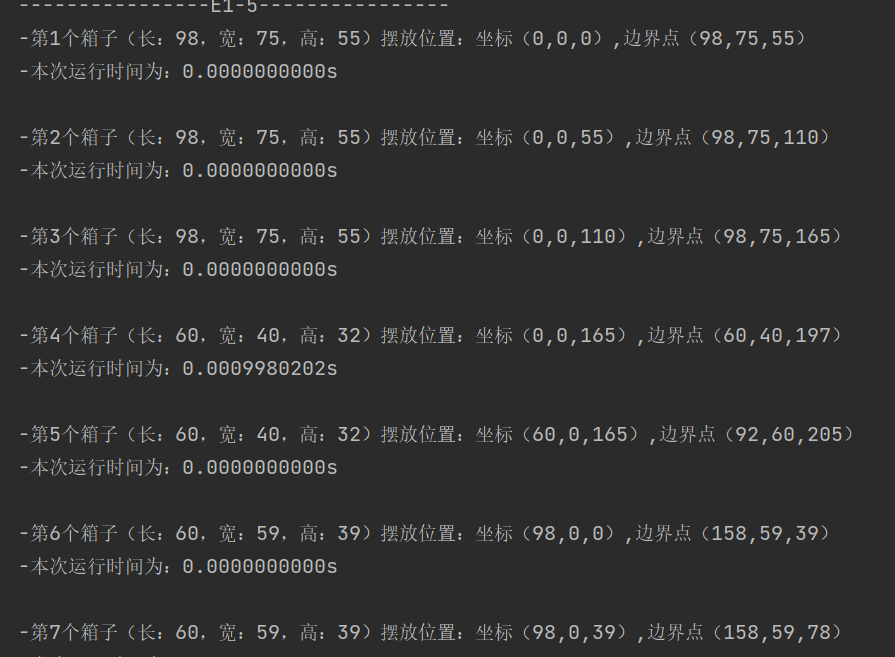 ----------------E1-5----------------
-第1个箱子（长：98，宽：75，高：55）摆放位置：坐标（0,0,0）,边界点（98,75,55）
-本次运行时间为：0.0000000000s
-第2个箱子（长：98，宽：75，高：55）摆放位置：坐标（0,0,55）,边界点（98,75,110）
-本次运行时间为：0.0000000000s
-第3个箱子（长：98，宽：75，高：55）摆放位置：坐标（0,0,110）,边界点（98,75,165）
-本次运行时间为：0.0000000000s
-第4个箱子（长：60，宽：40，高：32）摆放位置：坐标（0,0,165）,边界点（60,40,197）
-本次运行时间为：0.0009980202s
-第5个箱子（长：60，宽：40，高：32）摆放位置：坐标（60,0,165）,边界点（92,60,205）
-本次运行时间为：0.0000000000s
-第6个箱子（长：60，宽：59，高：39）摆放位置：坐标（98,0,0）,边界点（158,59,39）
-本次运行时间为：0.0000000000s
-第7个箱子（长：60，宽：59，高：39）摆放位置：坐标（98,0,39）,边界点（158,59,78）